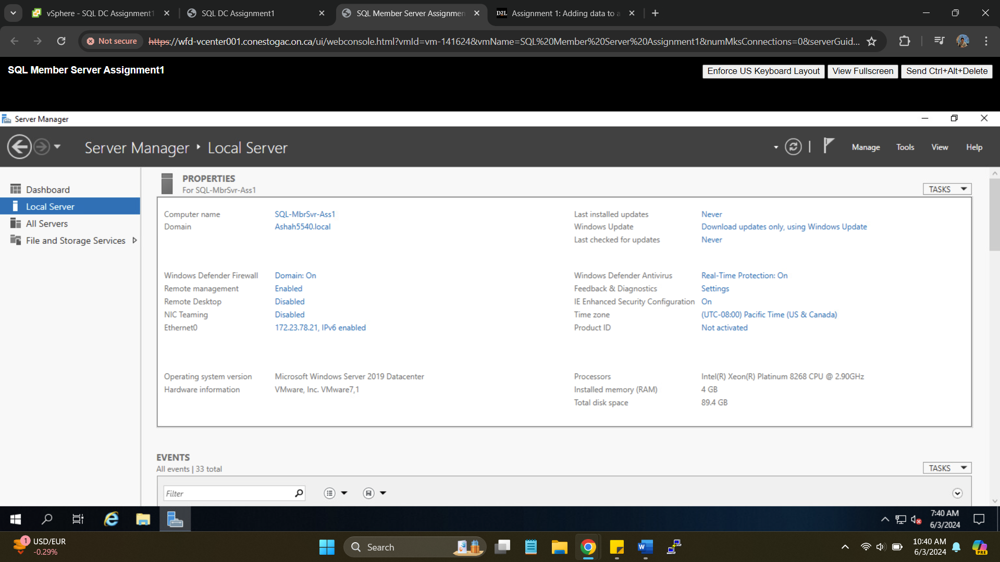 vSphere - SQL DC Assignment1
SQL DC Assignment1
SQL Member Server Assignmen
D2L Assignment 1: Adding data to a
Not secure
https://wfd-vcenter001.conestogac.on.ca/ui/webconsole.html?vmId=vm-141624&vmName=SQL%20Member%20Server%20Assignment1&numMksConnections=0&serverGuid...
SQL Member Server Assignment1
Enforce US Keyboard Layout
View Fullscreen
Send Ctrl+Alt+Delete
Server Manager
Server Manager ‣ Local Server
Manage
Tools
View
Help
Dashboard
Local Server
All Servers
File and Storage Services
PROPERTIES
For SQL-MbrSvr-Ass1
TASKS
Computer name SQL-MbrSvr-Ass1
Domain Ashah5540.local
Last installed updates Never
Windows Update Download updates only, using Windows Update
Last checked for updates Never
Windows Defender Firewall Domain: On
Remote management Enabled
Remote Desktop Disabled
NIC Teaming Disabled
Ethernet0 172.23.78.21, IPv6 enabled
Windows Defender Antivirus Real-Time Protection: On
Feedback & Diagnostics Settings
IE Enhanced Security Configuration On
Time zone (UTC-08:00) Pacific Time (US & Canada)
Product ID Not activated
Operating system version Microsoft Windows Server 2019 Datacenter
Hardware information VMware, Inc. VMware7,1
Processors Intel(R) Xeon(R) Platinum 8268 CPU @ 2.90GHz
Installed memory (RAM) 4 GB
Total disk space 89.4 GB
EVENTS
All events | 33 total
TASKS
Filter
7:40 AM
6/3/2024
1
USD/EUR
-0.29%
Search
W
10:40 AM
6/3/2024
PRE